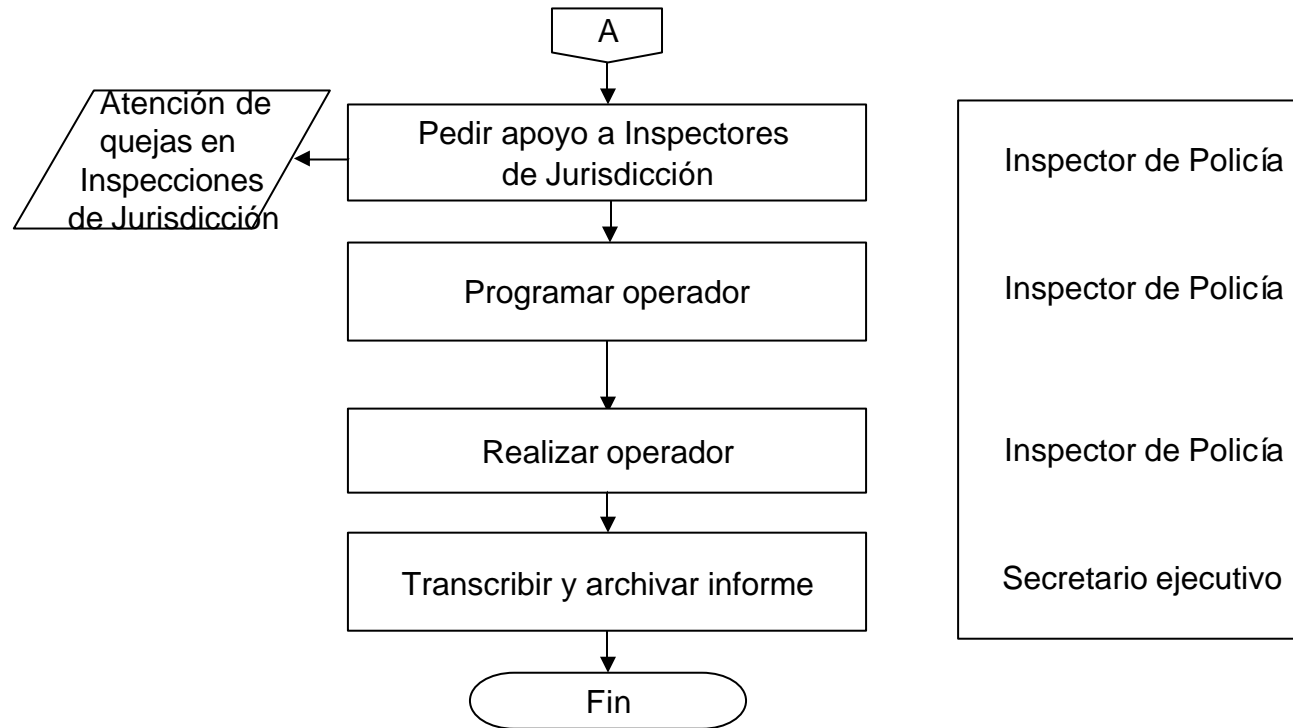 A
Atención de
quejas en
Inspecciones
de Jurisdicción
Pedir apoyo a Inspectores
de Jurisdicción
Inspector de Policía
Programar operador
Inspector de Policía
Realizar operador
Inspector de Policía
Transcribir y archivar informe
Secretario ejecutivo
Fin